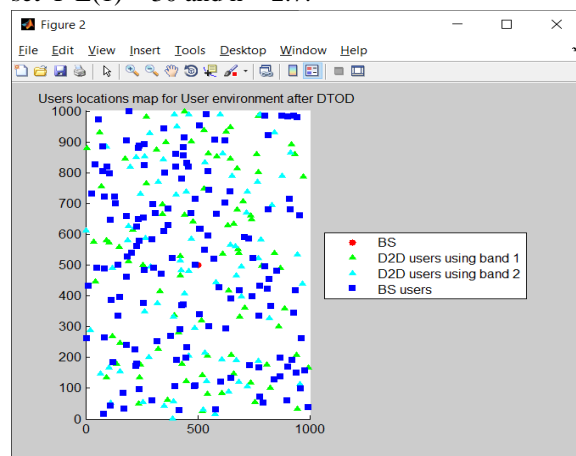 Figure 2
File Edit View Insert Tools Desktop Window Help
Users locations map for User environment after DTOD
1000
900
800
700
600
500
400
300
200
100
0
0 500 1000
BS
D2D users using band 1
D2D users using band 2
BS users